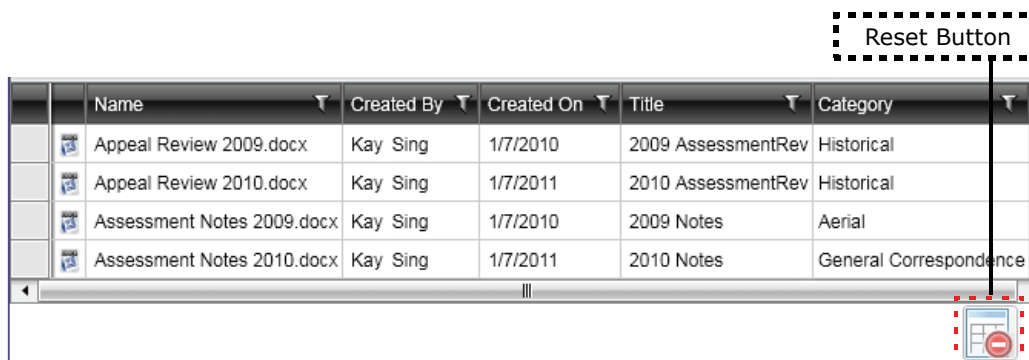 Reset Button
Name Created By Created On Title Category
Appeal Review 2009.docx Kay Sing 1/7/2010 2009 AssessmentRev Historical
Appeal Review 2010.docx Kay Sing 1/7/2011 2010 AssessmentRev Historical
Assessment Notes 2009.docx Kay Sing 1/7/2010 2009 Notes Aerial
Assessment Notes 2010.docx Kay Sing 1/7/2011 2010 Notes General Correspondence